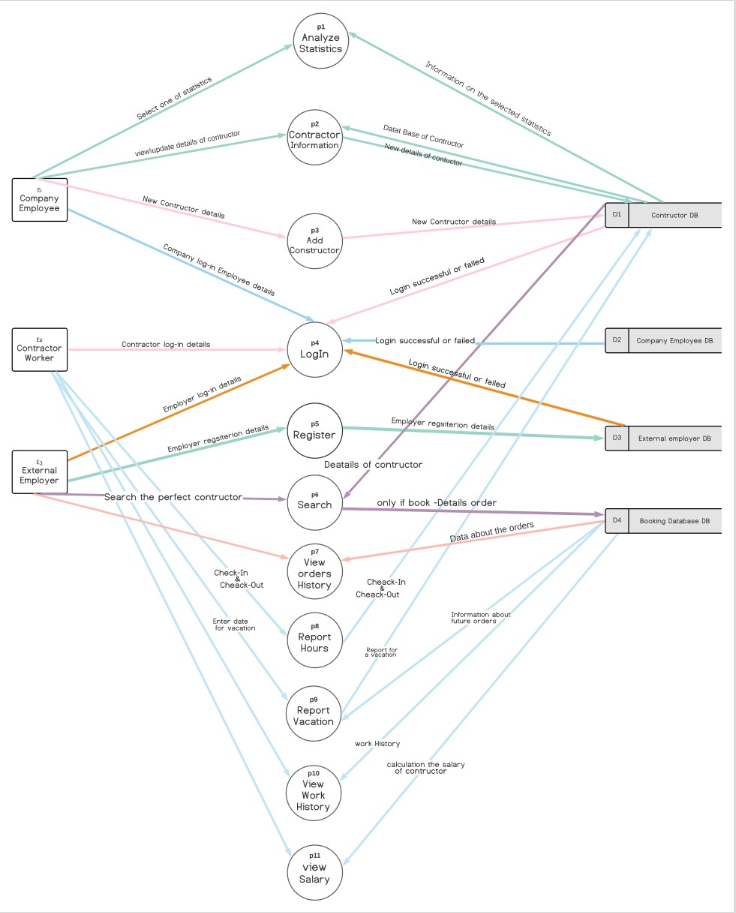 p1
Analyze
Statistics
Select one of statistics
Information on the selected statistics
p2
Contractor
Information
view\update details of contructor
Datat Base of Contructor
New details of contuctor
E1
Company
Employee
New Contructor details
p3
Add
Constructor
New Contructor details
D1
Contructor DB
Company log-in Employee details
Login successful or failed
E2
Contractor
Worker
Contractor log-in details
p4
LogIn
Login successful or failed
D2
Company Employee DB
Login successful or failed
Employer log-in details
p5
Register
Employer regsiterion details
Employer regsiterion details
D3
External employer DB
E3
External
Employer
Deatails of contructor
Search the perfect contructor
p6
Search
only if book -Details order
D4
Booking Database DB
Data about the orders
p7
View
orders
History
Check-In
&
Cheack-Out
Cheack-In
&
Cheack-Out
Enter date
for vacation
p8
Report
Hours
Information about
future orders
Report for
a vacation
p9
Report
Vacation
work History
calculation the salary
of contructor
p10
View
Work
History
p11
view
Salary